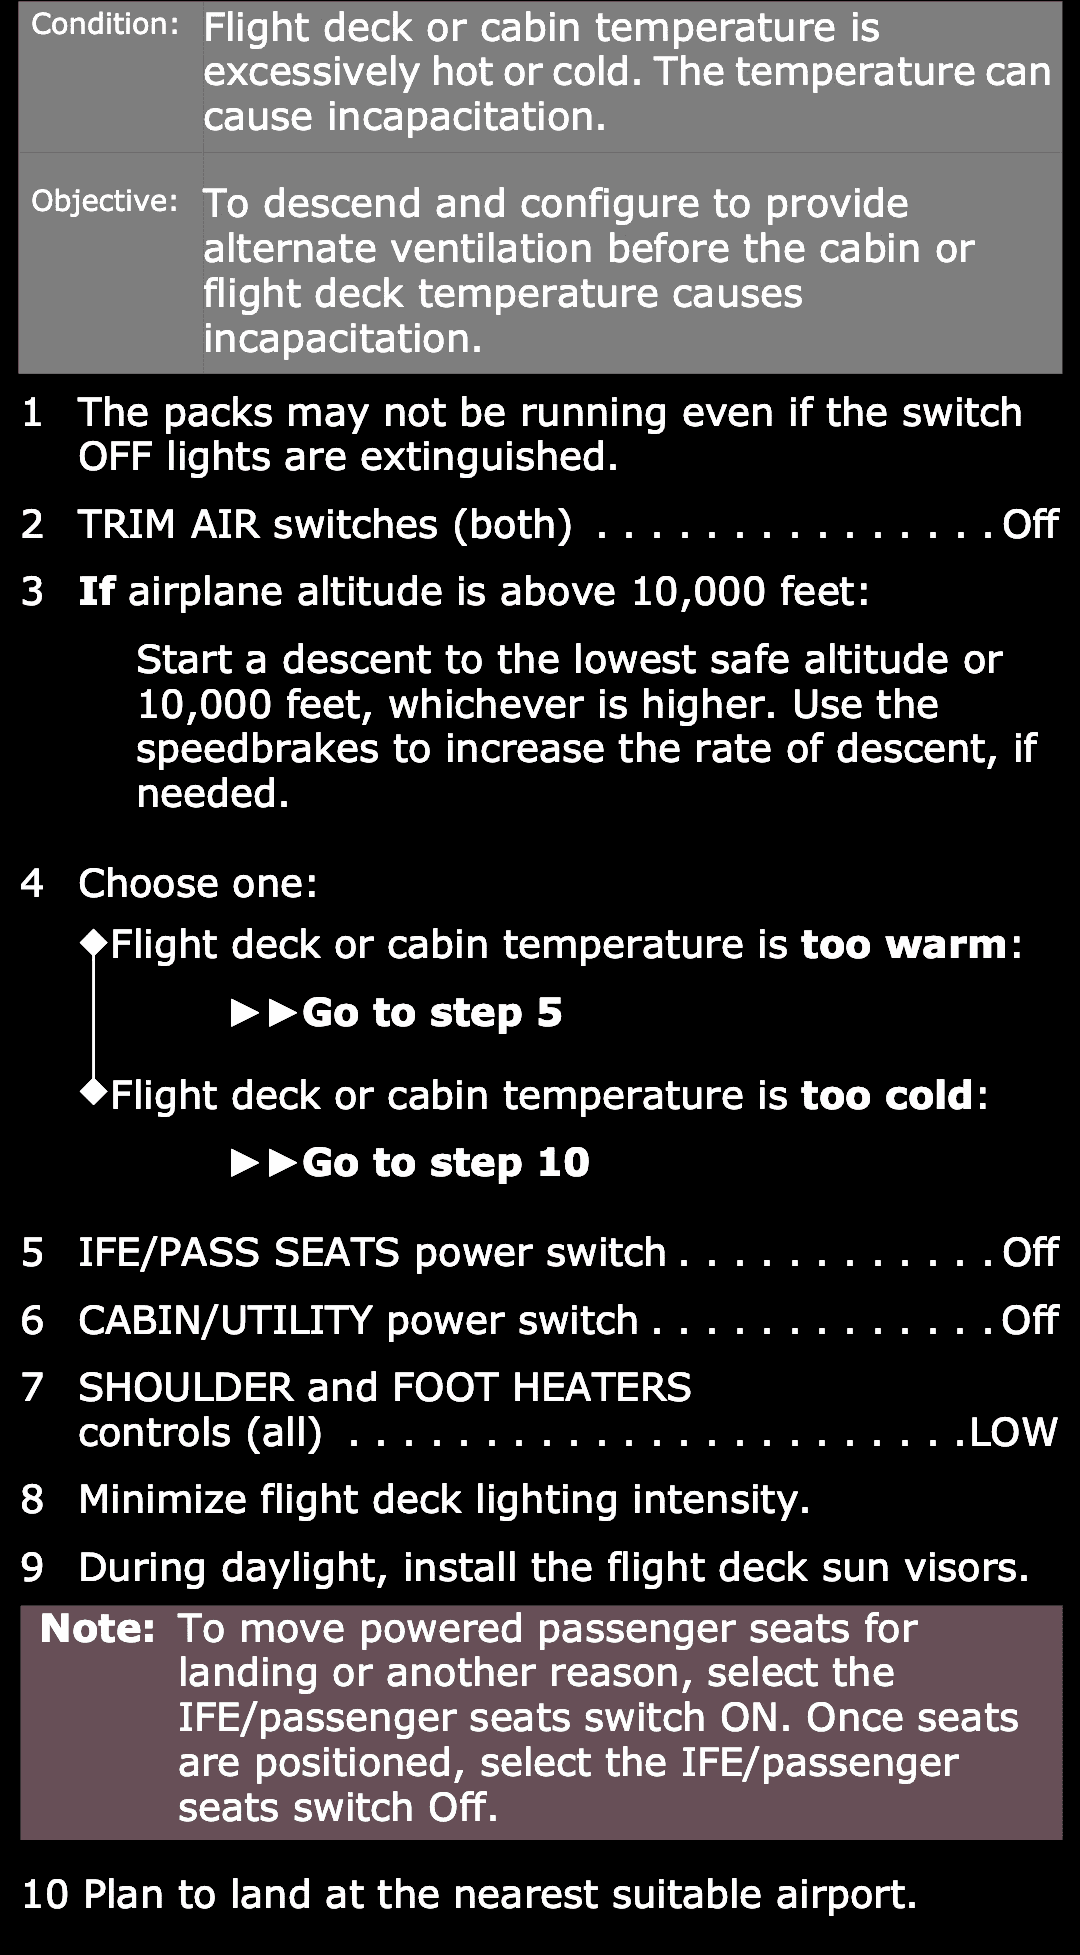 Condition: Flight deck or cabin temperature is
excessively hot or cold. The temperature can
cause incapacitation.
Objective: To descend and configure to provide
alternate ventilation before the cabin or
flight deck temperature causes
incapacitation.
1 The packs may not be running even if the switch
OFF lights are extinguished.
2 TRIM AIR switches (both) . . . . . . . . . . . . . . . Off
3 If airplane altitude is above 10,000 feet:
Start a descent to the lowest safe altitude or
10,000 feet, whichever is higher. Use the
speedbrakes to increase the rate of descent, if
needed.
4 Choose one:
◆Flight deck or cabin temperature is too warm:
►►Go to step 5
◆Flight deck or cabin temperature is too cold:
►►Go to step 10
5 IFE/PASS SEATS power switch . . . . . . . . . . . . Off
6 CABIN/UTILITY power switch . . . . . . . . . . . . . Off
7 SHOULDER and FOOT HEATERS
controls (all) . . . . . . . . . . . . . . . . . . . . . . . LOW
8 Minimize flight deck lighting intensity.
9 During daylight, install the flight deck sun visors.
Note: To move powered passenger seats for
landing or another reason, select the
IFE/passenger seats switch ON. Once seats
are positioned, select the IFE/passenger
seats switch Off.
10 Plan to land at the nearest suitable airport.